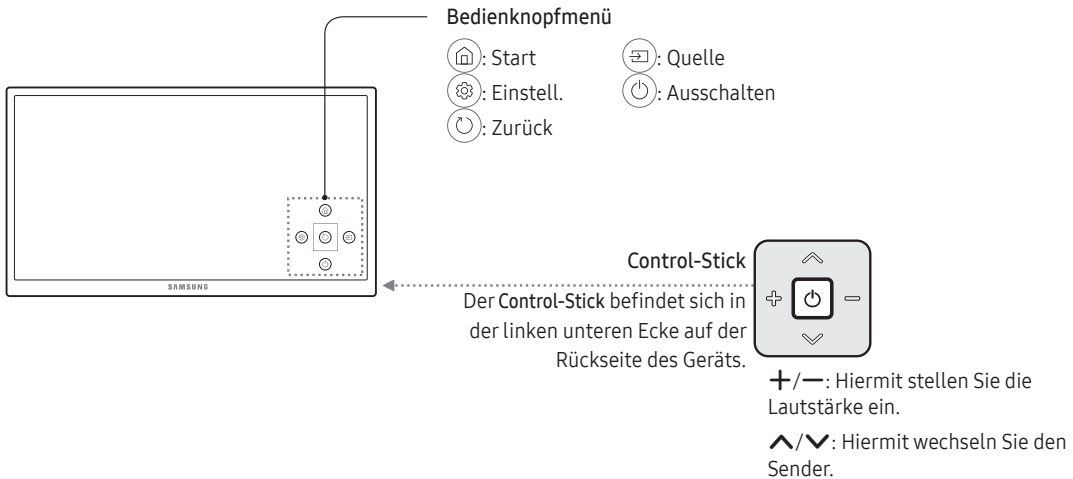 Bedienknopfmenü
: Start
: Quelle
: Einstell.
: Ausschalten
: Zurück
SAMSUNG
Control-Stick
Der Control-Stick befindet sich in
der linken unteren Ecke auf der
Rückseite des Geräts.
+/−: Hiermit stellen Sie die
Lautstärke ein.
∧/∨: Hiermit wechseln Sie den
Sender.